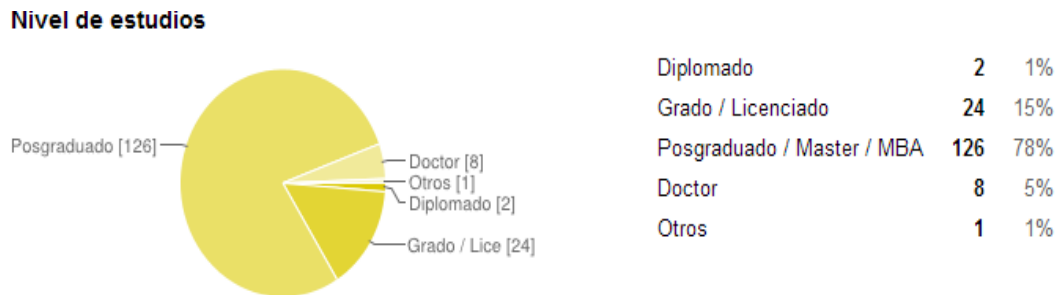 Nivel de estudios
Posgraduado [126]
Doctor [8]
Otros [1]
Diplomado [2]
Grado / Lice [24]
Diplomado 2 1%
Grado / Licenciado 24 15%
Posgraduado / Master / MBA 126 78%
Doctor 8 5%
Otros 1 1%